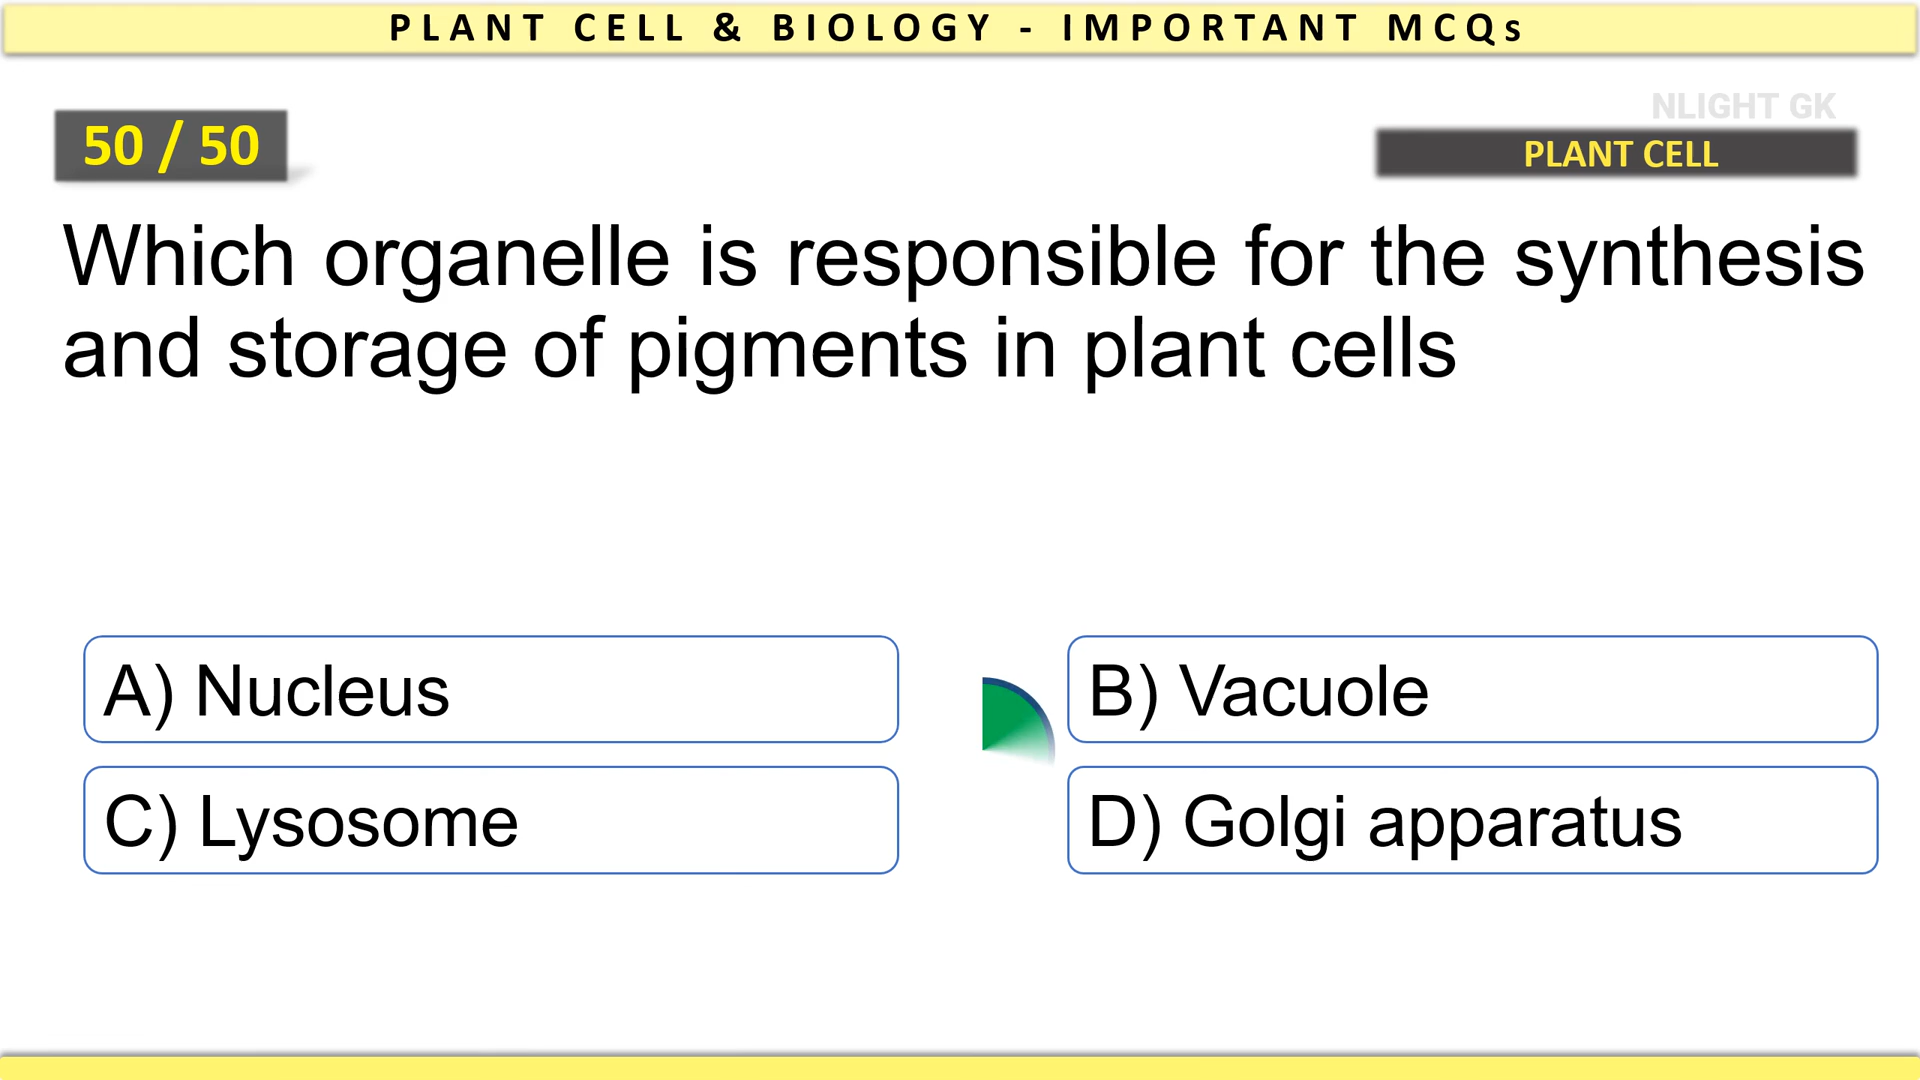 PLANT CELL & BIOLOGY - IMPORTANT MCQs
NLIGHT GK
50 / 50
PLANT CELL
Which organelle is responsible for the synthesis
and storage of pigments in plant cells
A) Nucleus
B) Vacuole
C) Lysosome
D) Golgi apparatus